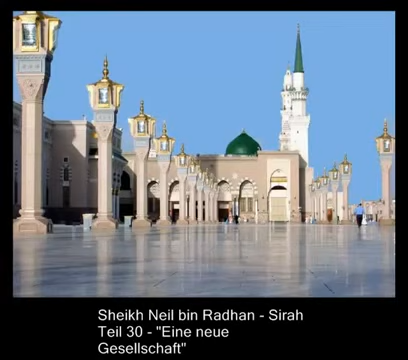 Sheikh Neil bin Radhan - Sirah
Teil 30 - "Eine neue
Gesellschaft"